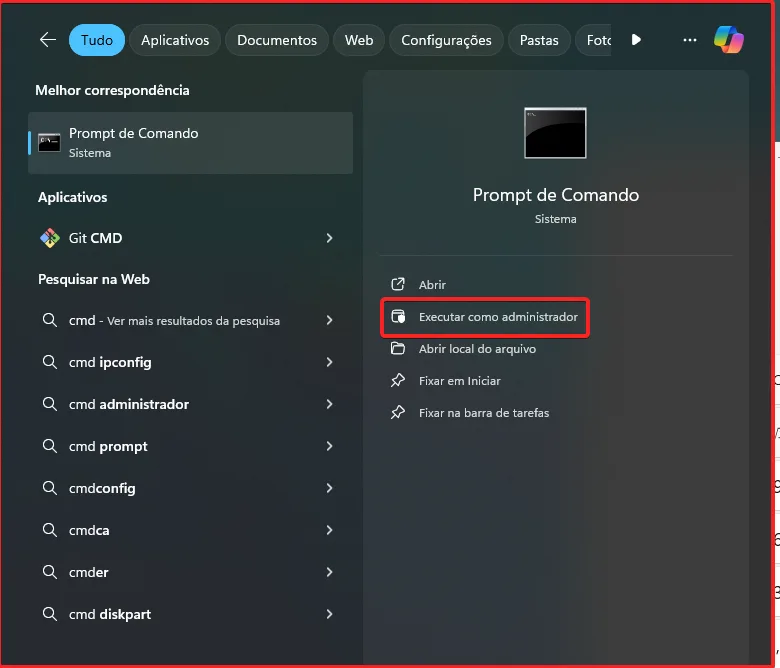 Tudo
Aplicativos
Documentos
Web
Configurações
Pastas
Foto
Melhor correspondência
Prompt de Comando
Sistema
Aplicativos
Git CMD
Pesquisar na Web
cmd - Ver mais resultados da pesquisa
cmd ipconfig
cmd administrador
cmd prompt
cmdconfig
cmdca
cmder
cmd diskpart
Prompt de Comando
Sistema
Abrir
Executar como administrador
Abrir local do arquivo
Fixar em Iniciar
Fixar na barra de tarefas